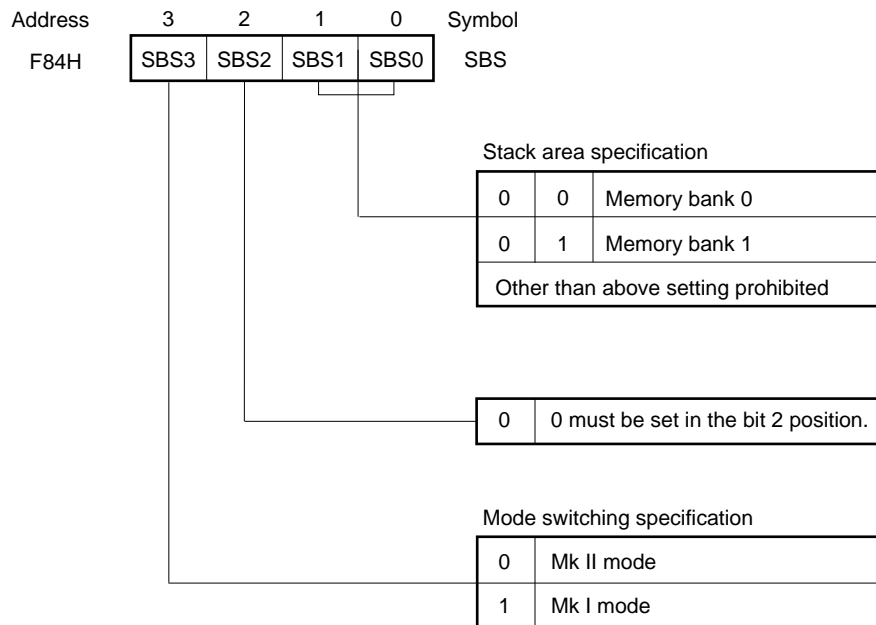 Address 3 2 1 0 Symbol
F84H SBS3 SBS2 SBS1 SBS0 SBS
Stack area specification
0 0 Memory bank 0
0 1 Memory bank 1
Other than above setting prohibited
0 0 must be set in the bit 2 position.
Mode switching specification
0 Mk II mode
1 Mk I mode